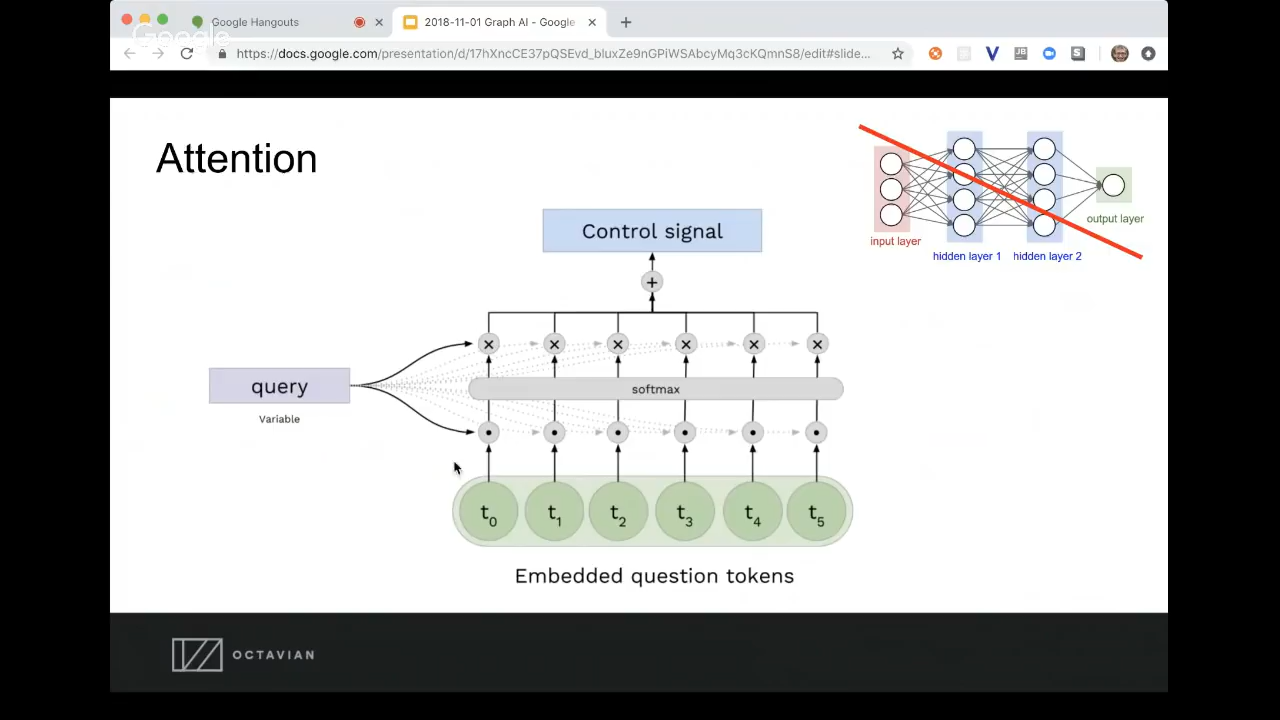 Google Hangouts
2018-11-01 Graph AI - Google
Google
https://docs.google.com/presentation/d/17hXncCE37pQSEvd_bluxZe9nGPiWSAbcyMq3cKQmnS8/edit#slide...
V
JB
S
Attention
input layer
hidden layer 1
hidden layer 2
output layer
Control signal
+
× × × × × ×
query
Variable
softmax
t0 t1 t2 t3 t4 t5
Embedded question tokens
OCTAVIAN